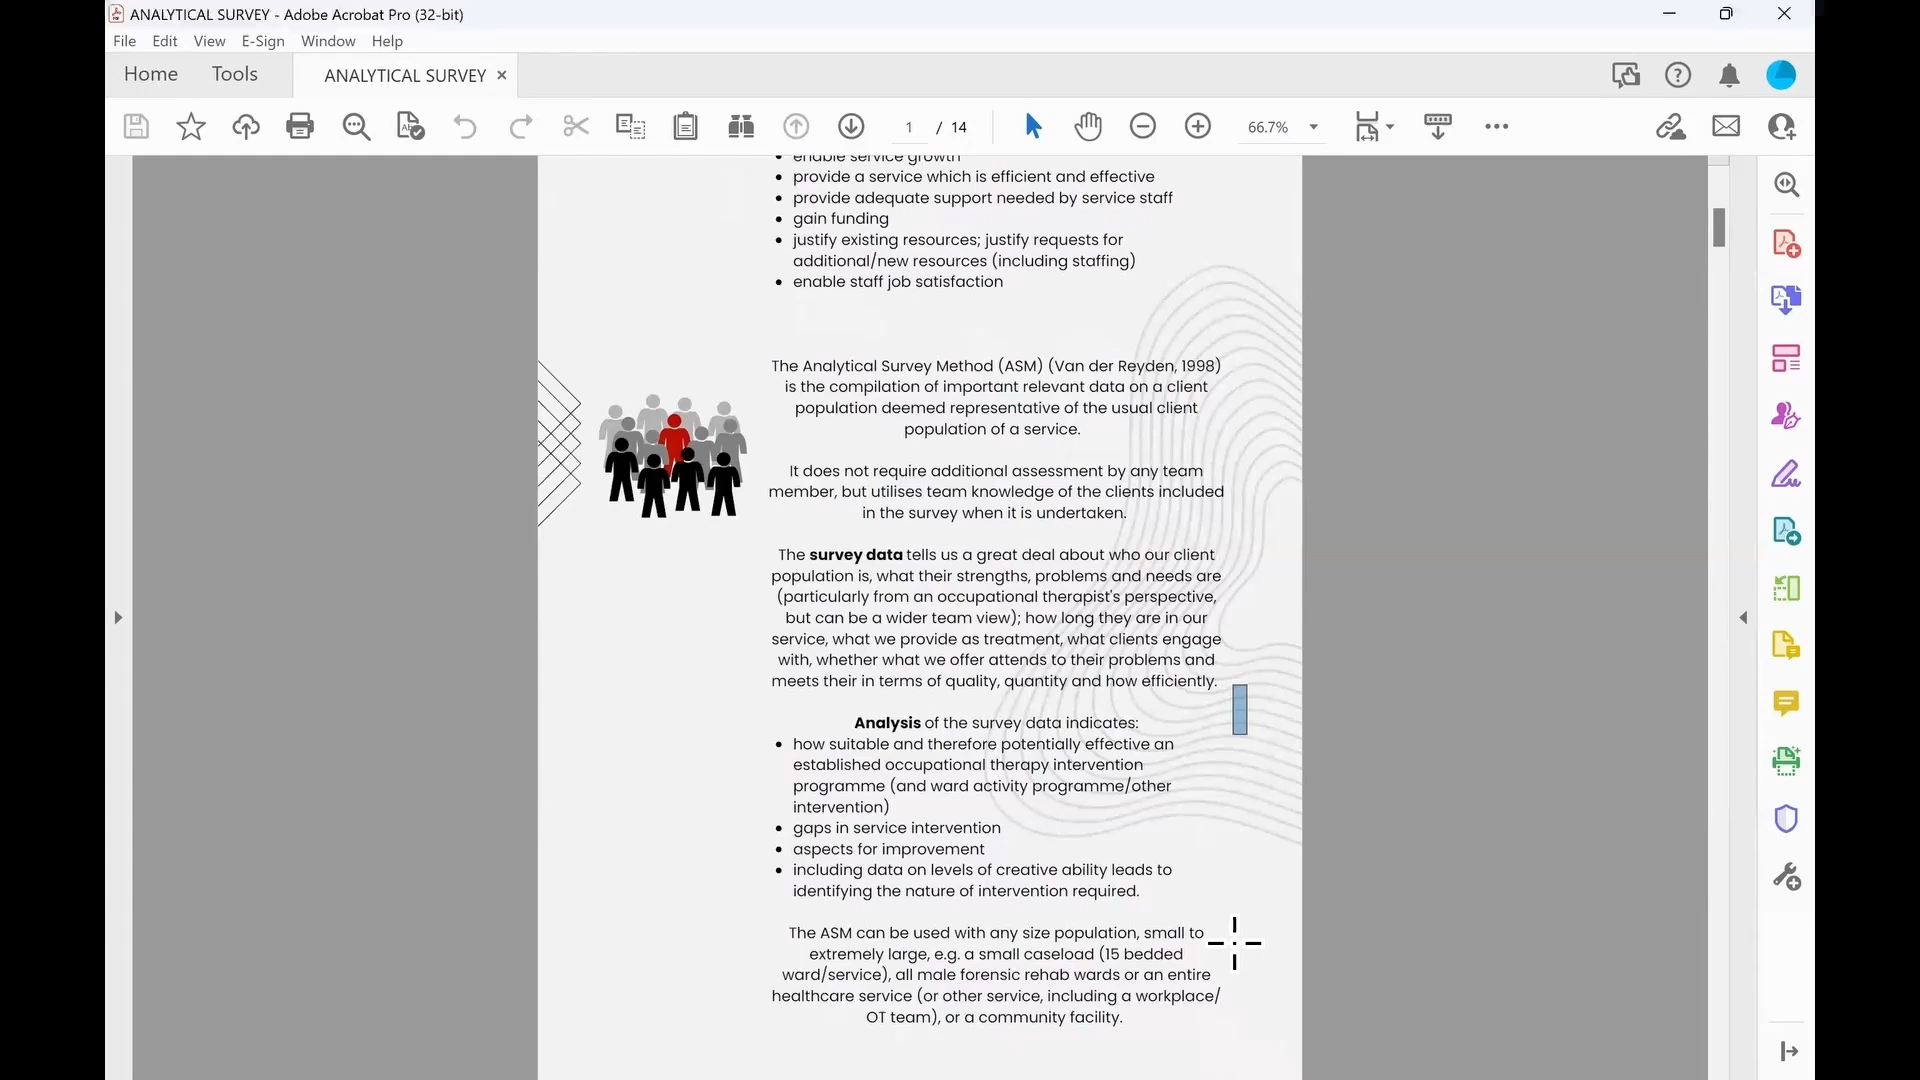 ANALYTICAL SURVEY - Adobe Acrobat Pro (32-bit)
File Edit View E-Sign Window Help
Home Tools ANALYTICAL SURVEY ×
1 / 14 66.7%
enable service growth
• provide a service which is efficient and effective
• provide adequate support needed by service staff
• gain funding
• justify existing resources; justify requests for
additional/new resources (including staffing)
• enable staff job satisfaction
The Analytical Survey Method (ASM) (Van der Reyden, 1998)
is the compilation of important relevant data on a client
population deemed representative of the usual client
population of a service.
It does not require additional assessment by any team
member, but utilises team knowledge of the clients included
in the survey when it is undertaken.
The survey data tells us a great deal about who our client
population is, what their strengths, problems and needs are
(particularly from an occupational therapist's perspective,
but can be a wider team view); how long they are in our
service, what we provide as treatment, what clients engage
with, whether what we offer attends to their problems and
meets their in terms of quality, quantity and how efficiently.
Analysis of the survey data indicates:
• how suitable and therefore potentially effective an
established occupational therapy intervention
programme (and ward activity programme/other
intervention)
• gaps in service intervention
• aspects for improvement
• including data on levels of creative ability leads to
identifying the nature of intervention required.
The ASM can be used with any size population, small to
extremely large, e.g. a small caseload (15 bedded
ward/service), all male forensic rehab wards or an entire
healthcare service (or other service, including a workplace/
OT team), or a community facility.